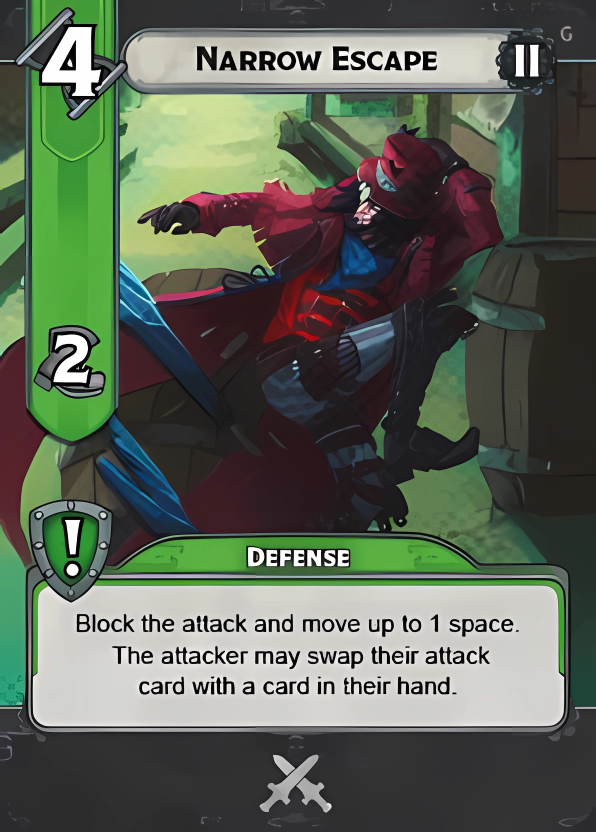 4
NARROW ESCAPE
II
G
2
!
DEFENSE
Block the attack and move up to 1 space.
The attacker may swap their attack
card with a card in their hand.